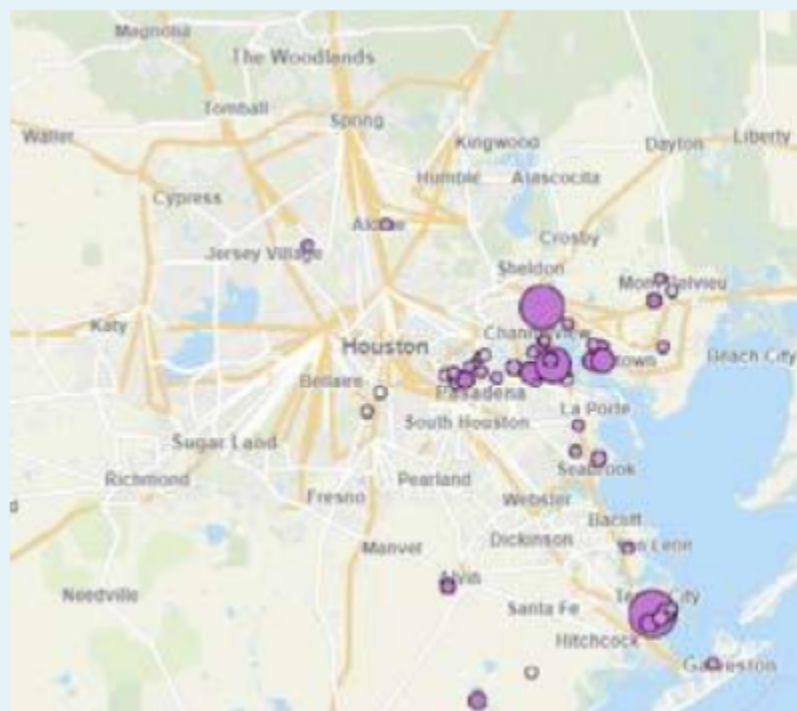 Magnolia
The Woodlands
Tomball
Spring
Waller
Kingwood
Dayton
Liberty
Humble
Atascocita
Cypress
Jersey Village
Crosby
Sheldon
Katy
Houston
Beach City
Bellaire
Pasadena
La Porte
South Houston
Sugar Land
Richmond
Pearland
Seabrook
Fresno
Webster
Bacliff
Manvel
Dickinson
San Leon
Alvin
Needville
Santa Fe
Hitchcock
Galveston